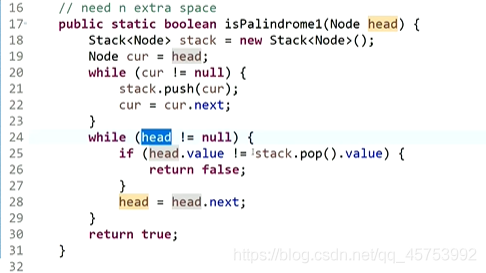 16 // need n extra space
17 public static boolean isPalindrome1(Node head) {
18 Stack<Node> stack = new Stack<Node>();
19 Node cur = head;
20 while (cur != null) {
21 stack.push(cur);
22 cur = cur.next;
23 }
24 while (head != null) {
25 if (head.value != stack.pop().value) {
26 return false;
27 }
28 head = head.next;
29 }
30 return true;
31 }
32
https://blog.csdn.net/qq_45753992